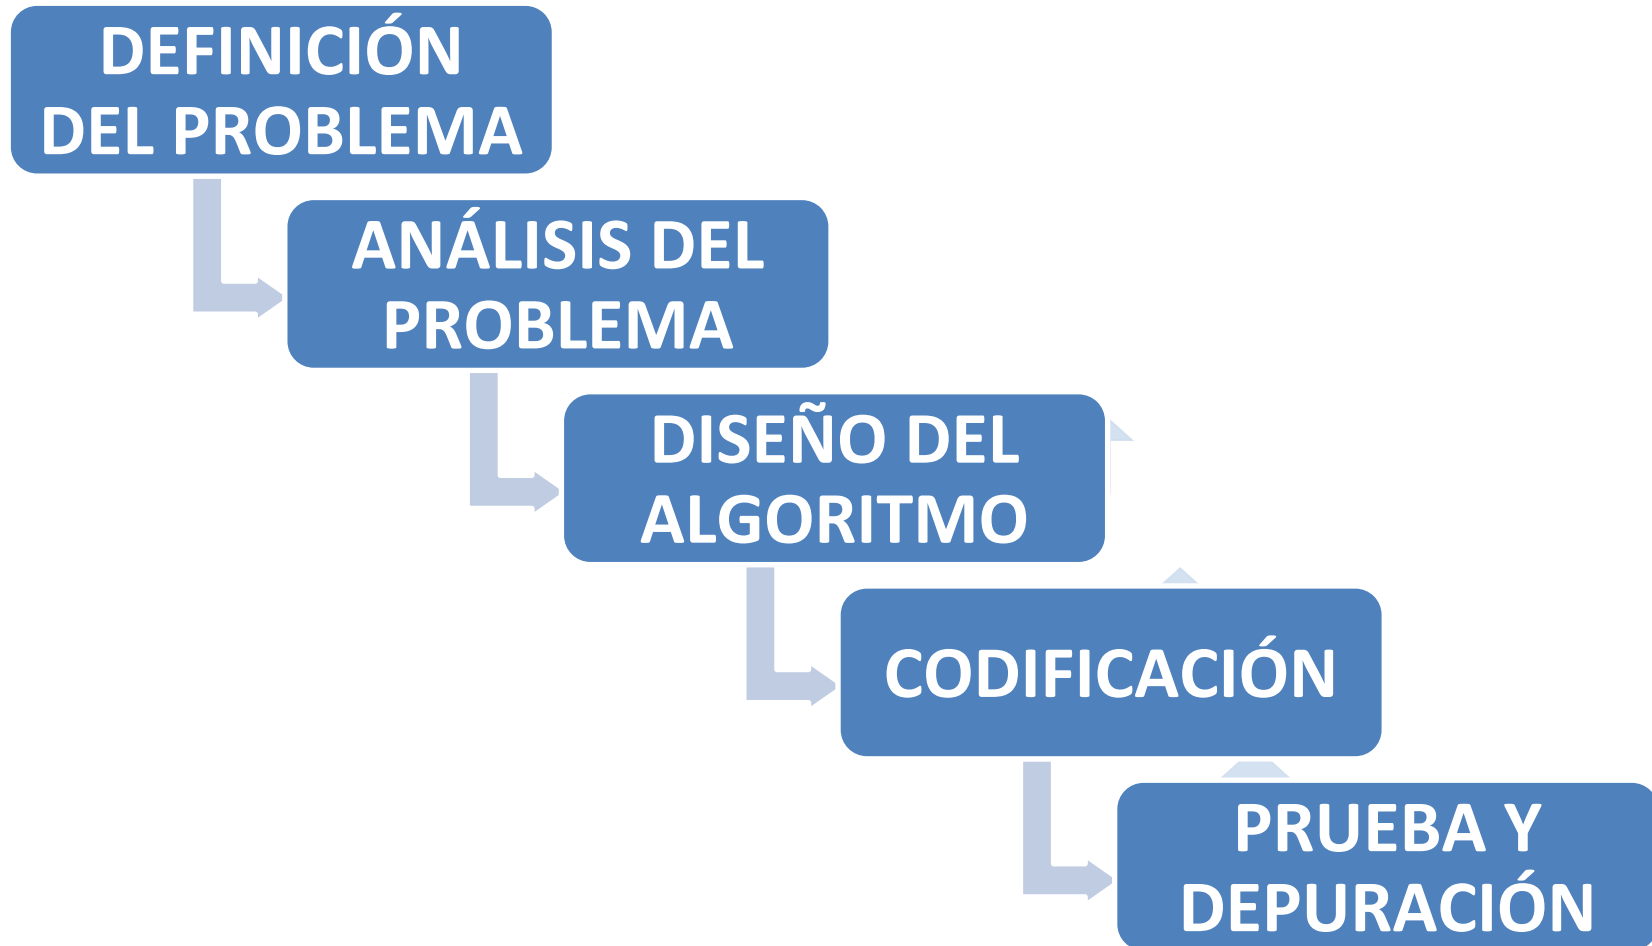 DEFINICIÓN
DEL PROBLEMA
ANÁLISIS DEL
PROBLEMA
DISEÑO DEL
ALGORITMO
CODIFICACIÓN
PRUEBA Y
DEPURACIÓN